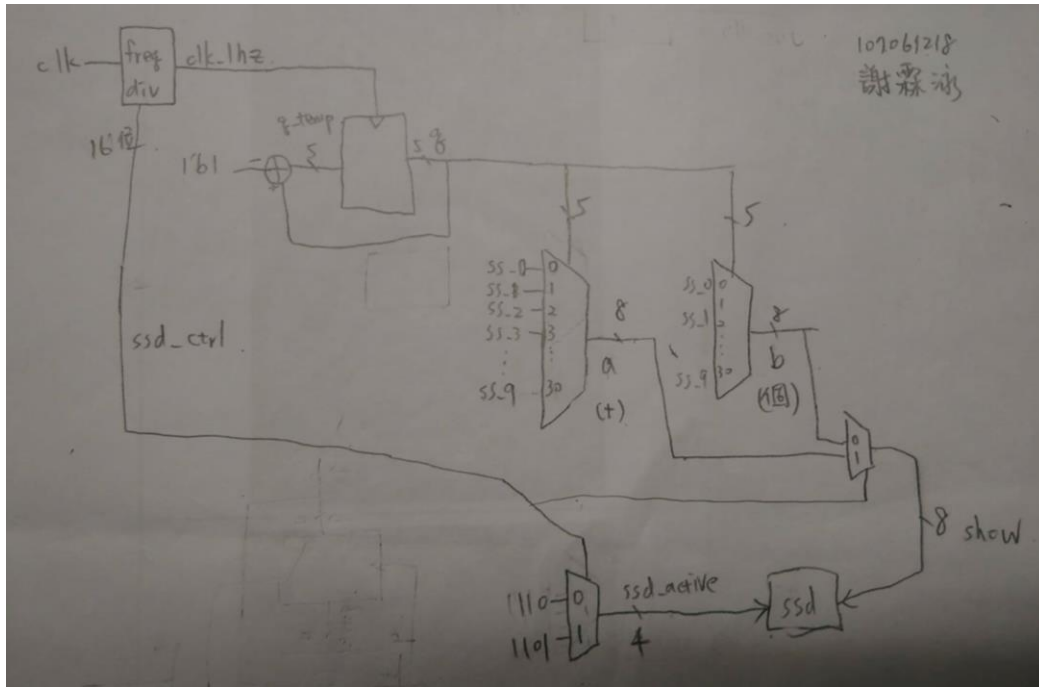 107061218
謝霖泳
clk
freq
div
clk_1hz
16位
q_temp
5
5
q
1'b1
-
+
5
5
ss_0
0
ss_1
1
ss_2
2
ss_3
3
ss_9
30
8
a
(十)
ss_0
0
1
ss_1
2
ss_9
30
8
b
(個)
ssd_ctrl
0
1
8
show
1110
0
1101
1
ssd_active
4
ssd